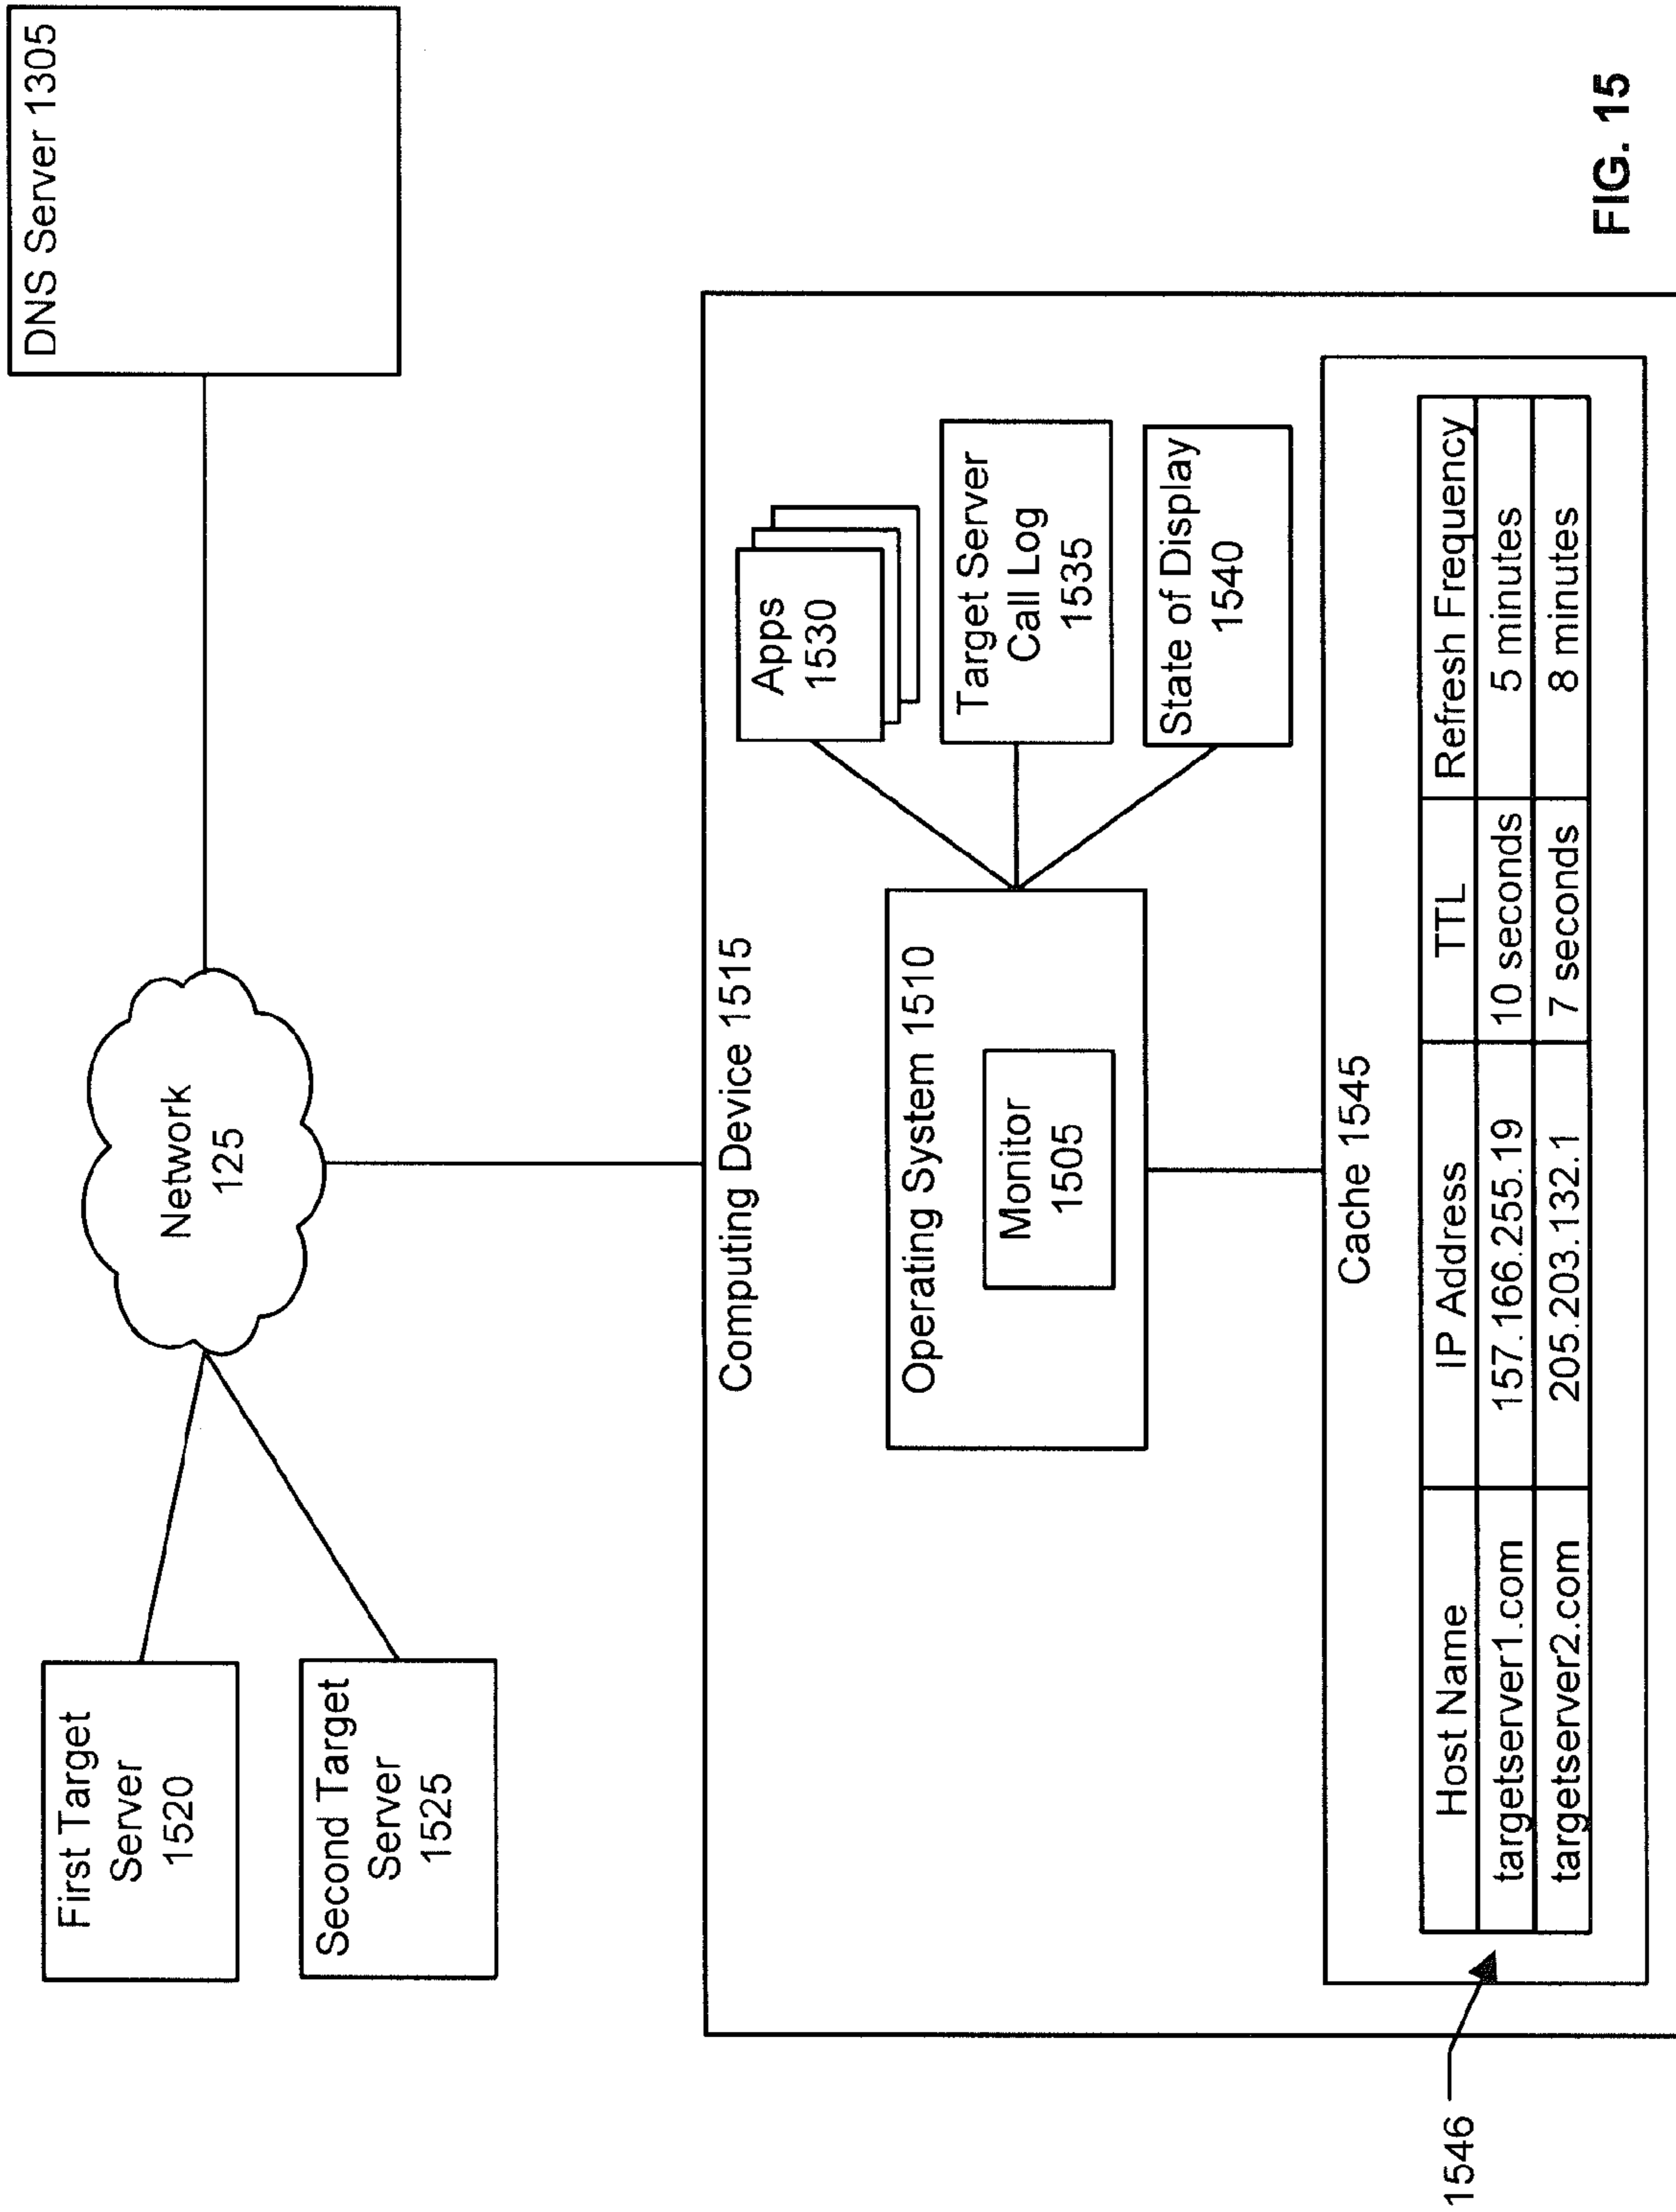 First Target
Server
1520
Second Target
Server
1525
Network
125
DNS Server 1305
Computing Device 1515
Operating System 1510
Monitor
1505
Apps
1530
Target Server
Call Log
1535
State of Display
1540
Cache 1545
Host Name IP Address TTL Refresh Frequency
targetserver1.com 157.166.255.19 10 seconds 5 minutes
targetserver2.com 205.203.132.1 7 seconds 8 minutes
1546
FIG. 15